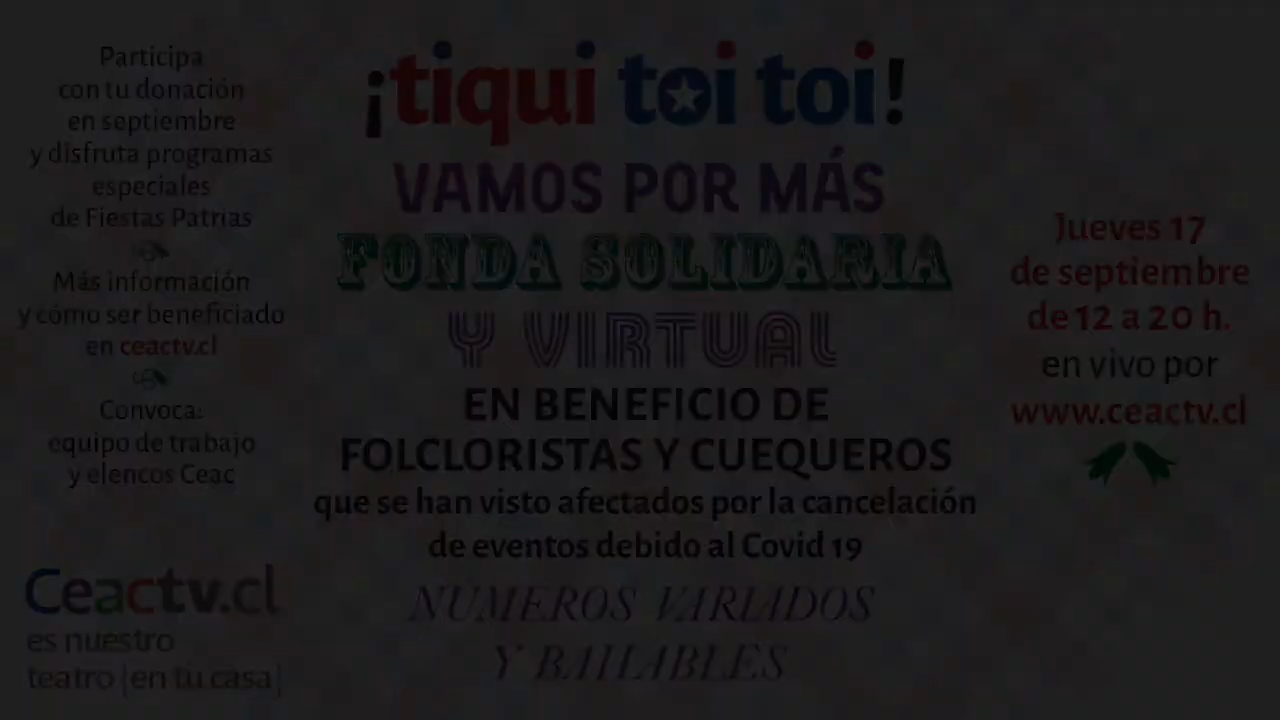 Participa
con tu donación
en septiembre
y disfruta programas
especiales
de Fiestas Patrias
Más información
y cómo ser beneficiado
en ceactv.cl
Convoca:
equipo de trabajo
y elencos Ceac
Ceactv.cl
es nuestro
teatro [en tu casa]
¡tiqui toi toi!
VAMOS POR MÁS
FONDA SOLIDARIA
Y VIRTUAL
EN BENEFICIO DE
FOLCLORISTAS Y CUEQUEROS
que se han visto afectados por la cancelación
de eventos debido al Covid 19
NUMEROS VARIADOS
Y BAILABLES
Jueves 17
de septiembre
de 12 a 20 h.
en vivo por
www.ceactv.cl